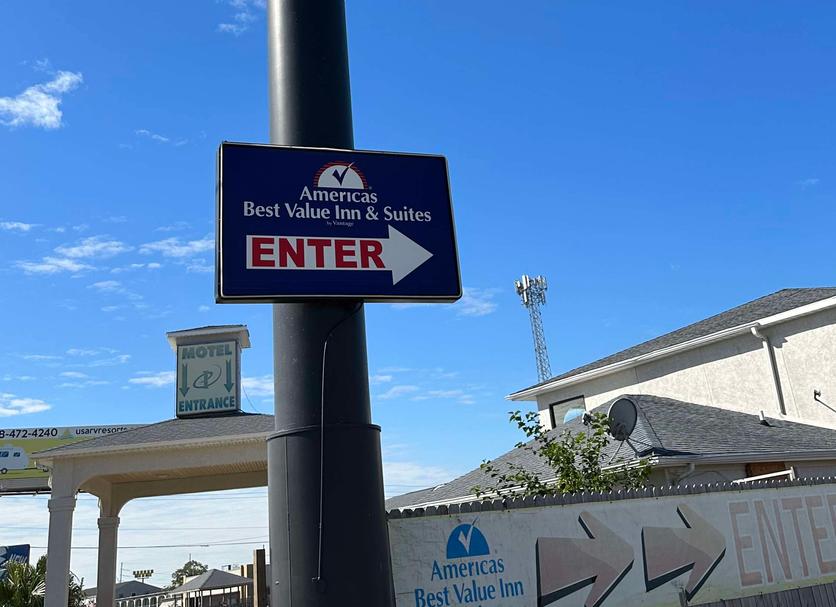 Americas
Best Value Inn & Suites
by Vantage
ENTER
MOTEL
ENTRANCE
8-472-4240
usarvresorts
Americas
Best Value Inn
ENTE